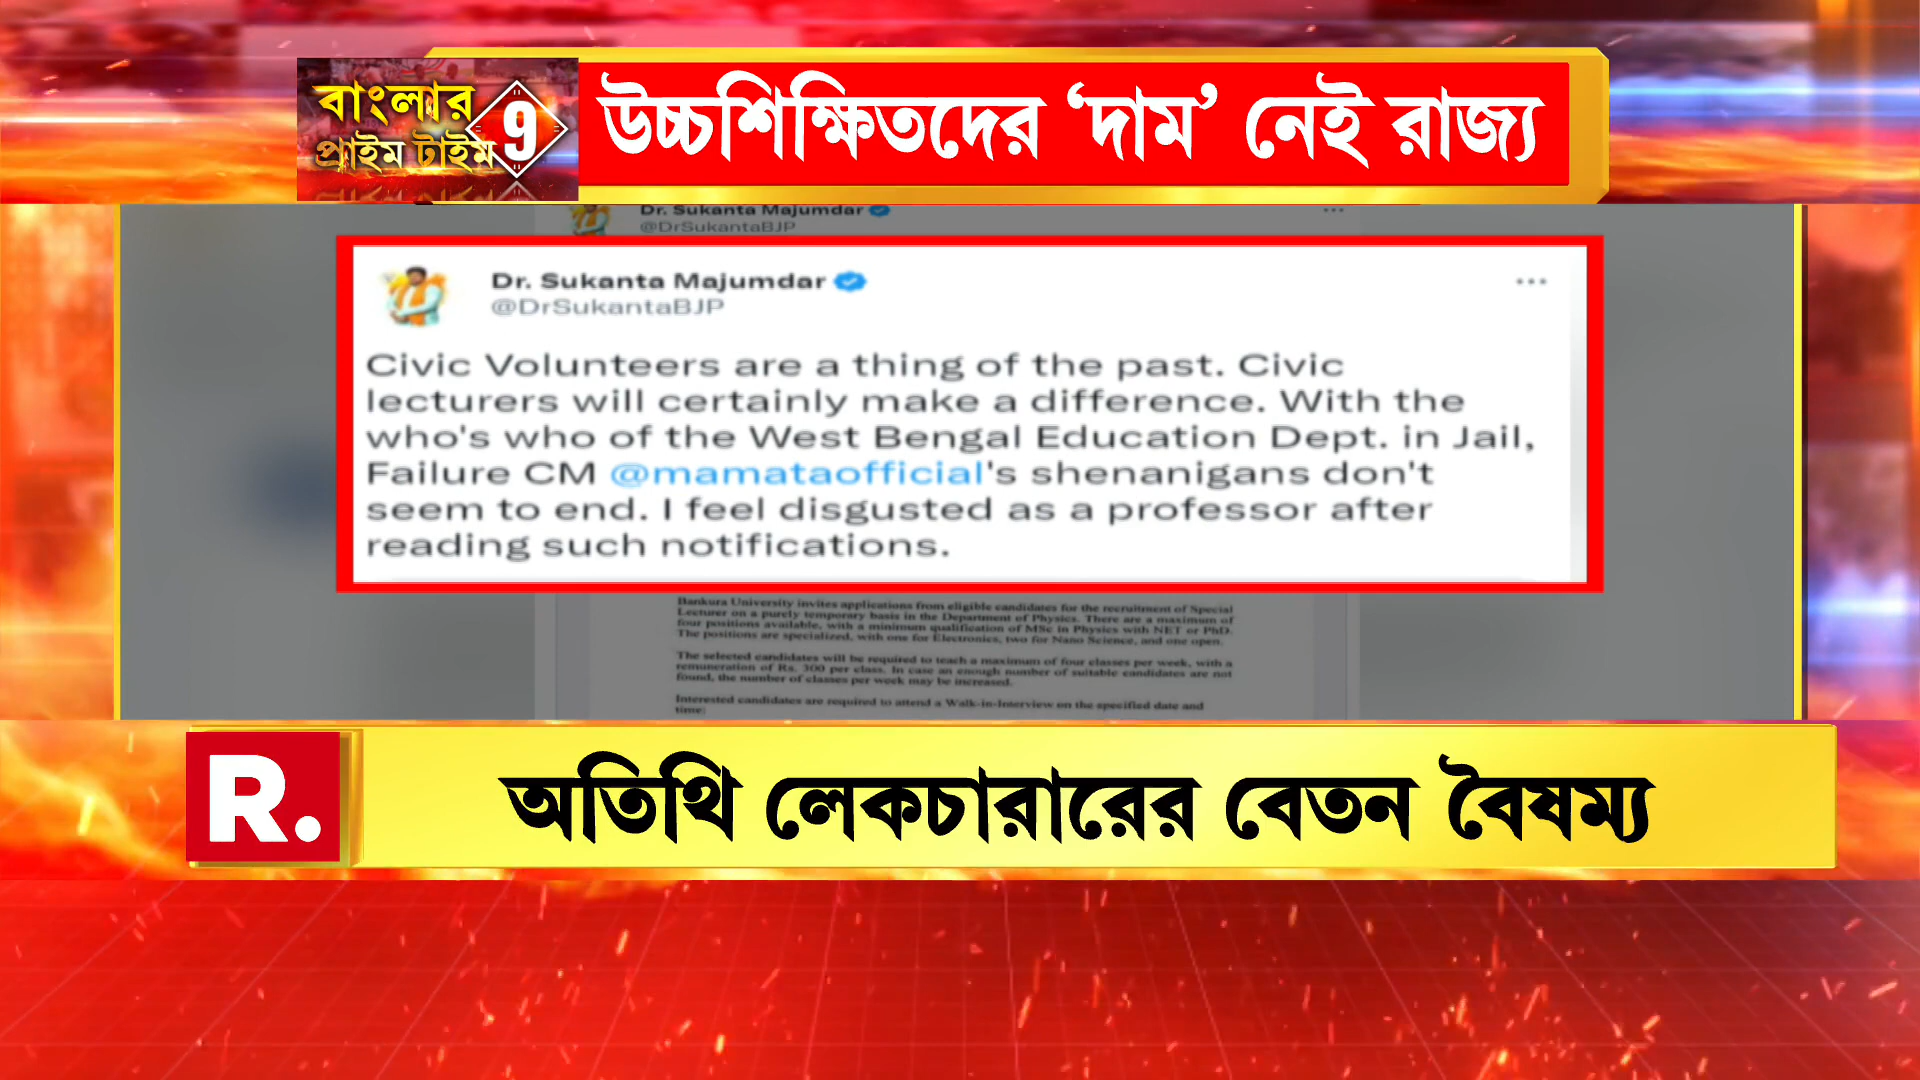 বাংলার
প্রাইম টাইম 9
উচ্চশিক্ষিতদের ‘দাম’ নেই রাজ্য
Dr. Sukanta Majumdar
@DrSukantaBJP
Dr. Sukanta Majumdar
@DrSukantaBJP
Civic Volunteers are a thing of the past. Civic
lecturers will certainly make a difference. With the
who's who of the West Bengal Education Dept. in Jail,
Failure CM @mamataofficial's shenanigans don't
seem to end. I feel disgusted as a professor after
reading such notifications.
Bankura University invites applications from eligible candidates for the recruitment of Special
Lecturer on a purely temporary basis in the Department of Physics. There are a maximum of
four positions available, with a minimum qualification of MSc in Physics with NET or PhD.
The positions are specialized, with one for Electronics, two for Nano Science, and one open.
The selected candidates will be required to teach a maximum of four classes per week, with a
remuneration of Rs. 300 per class. In case an enough number of suitable candidates are not
found, the number of classes per week may be increased.
Interested candidates are required to attend a Walk-in-Interview on the specified date and
time:
R.
অতিথি লেকচারারের বেতন বৈষম্য